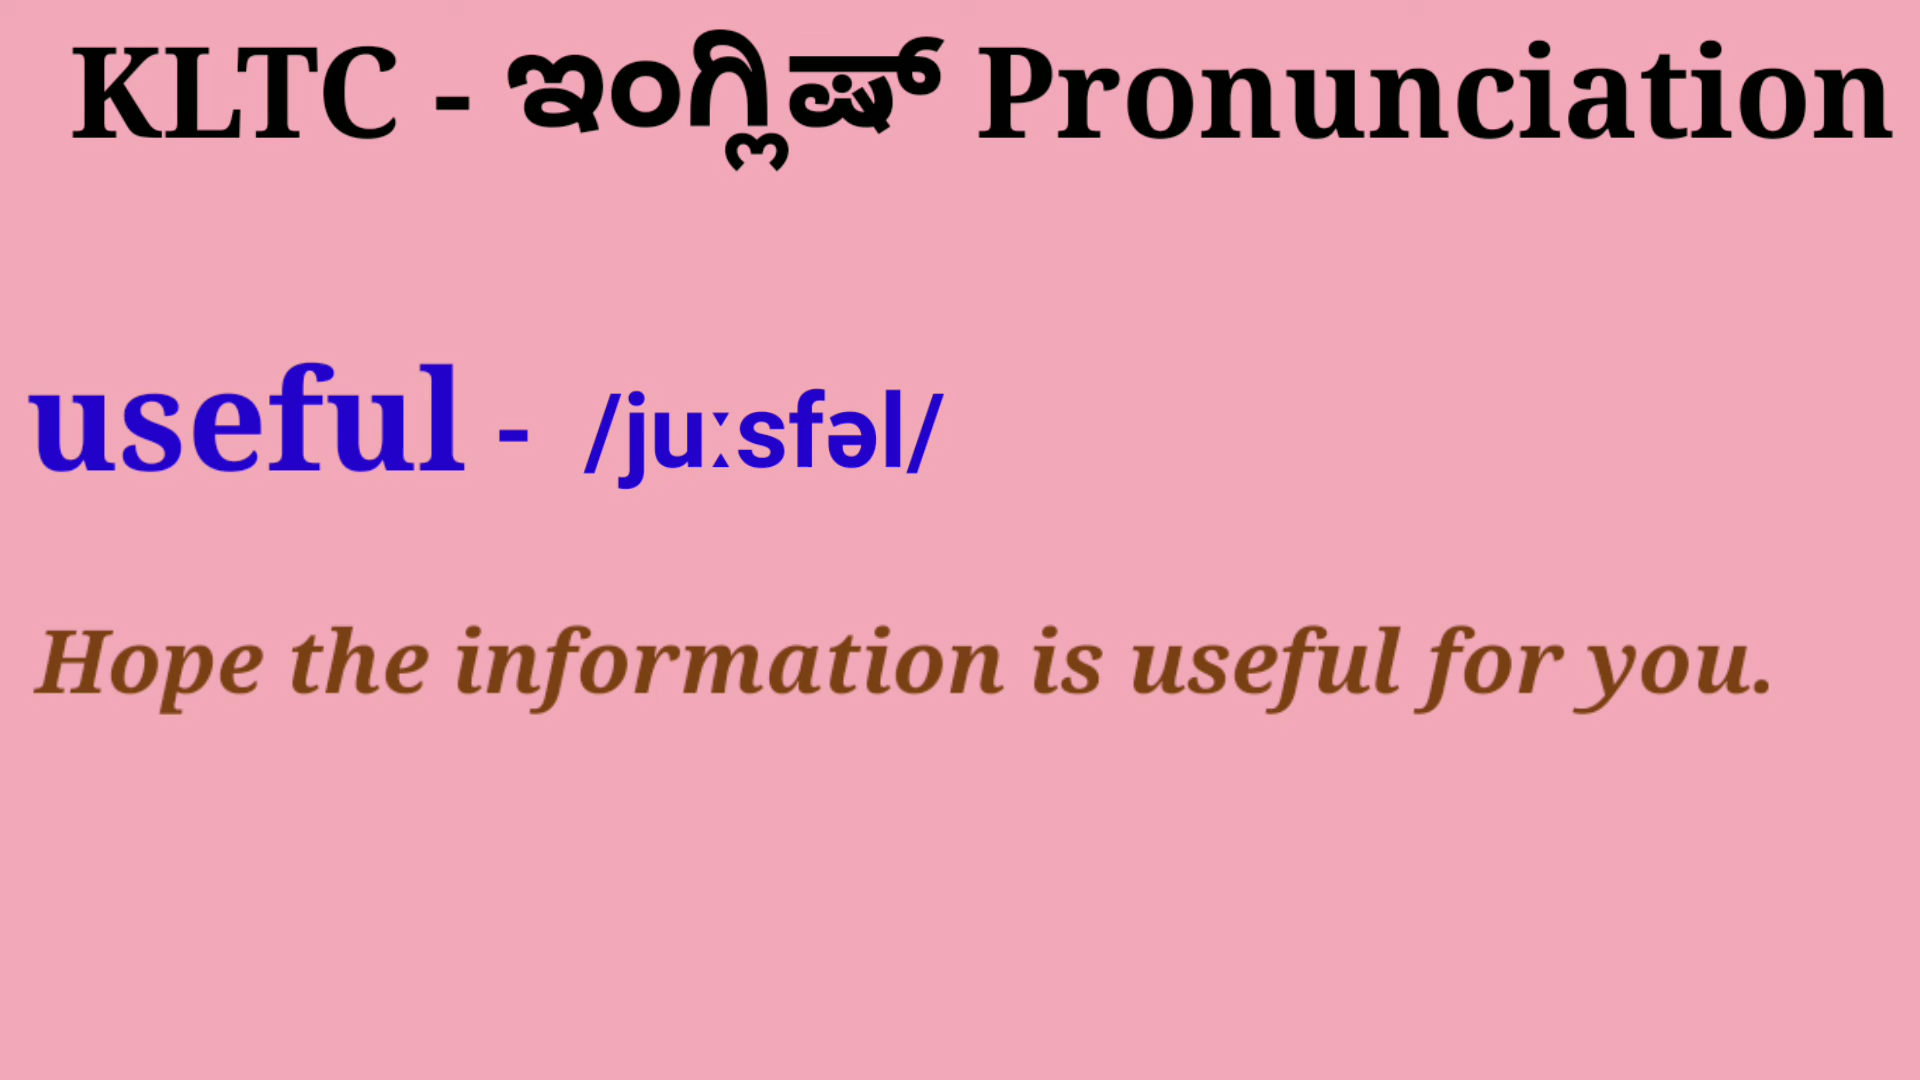 KLTC - ಇಂಗ್ಲಿಷ್ Pronunciation
useful - /juːsfəl/
Hope the information is useful for you.